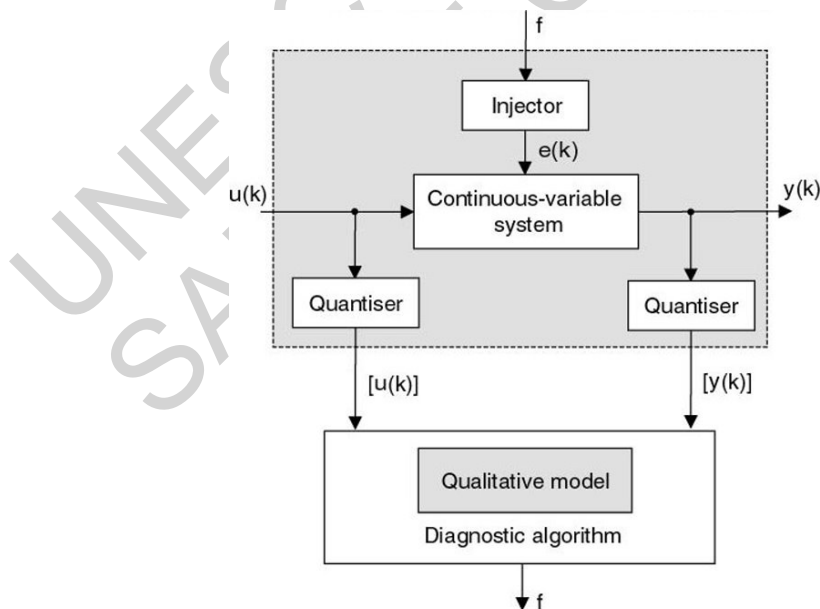 f
Injector
e(k)
u(k)
Continuous-variable
system
y(k)
Quantiser
Quantiser
[u(k)]
[y(k)]
Qualitative model
Diagnostic algorithm
f